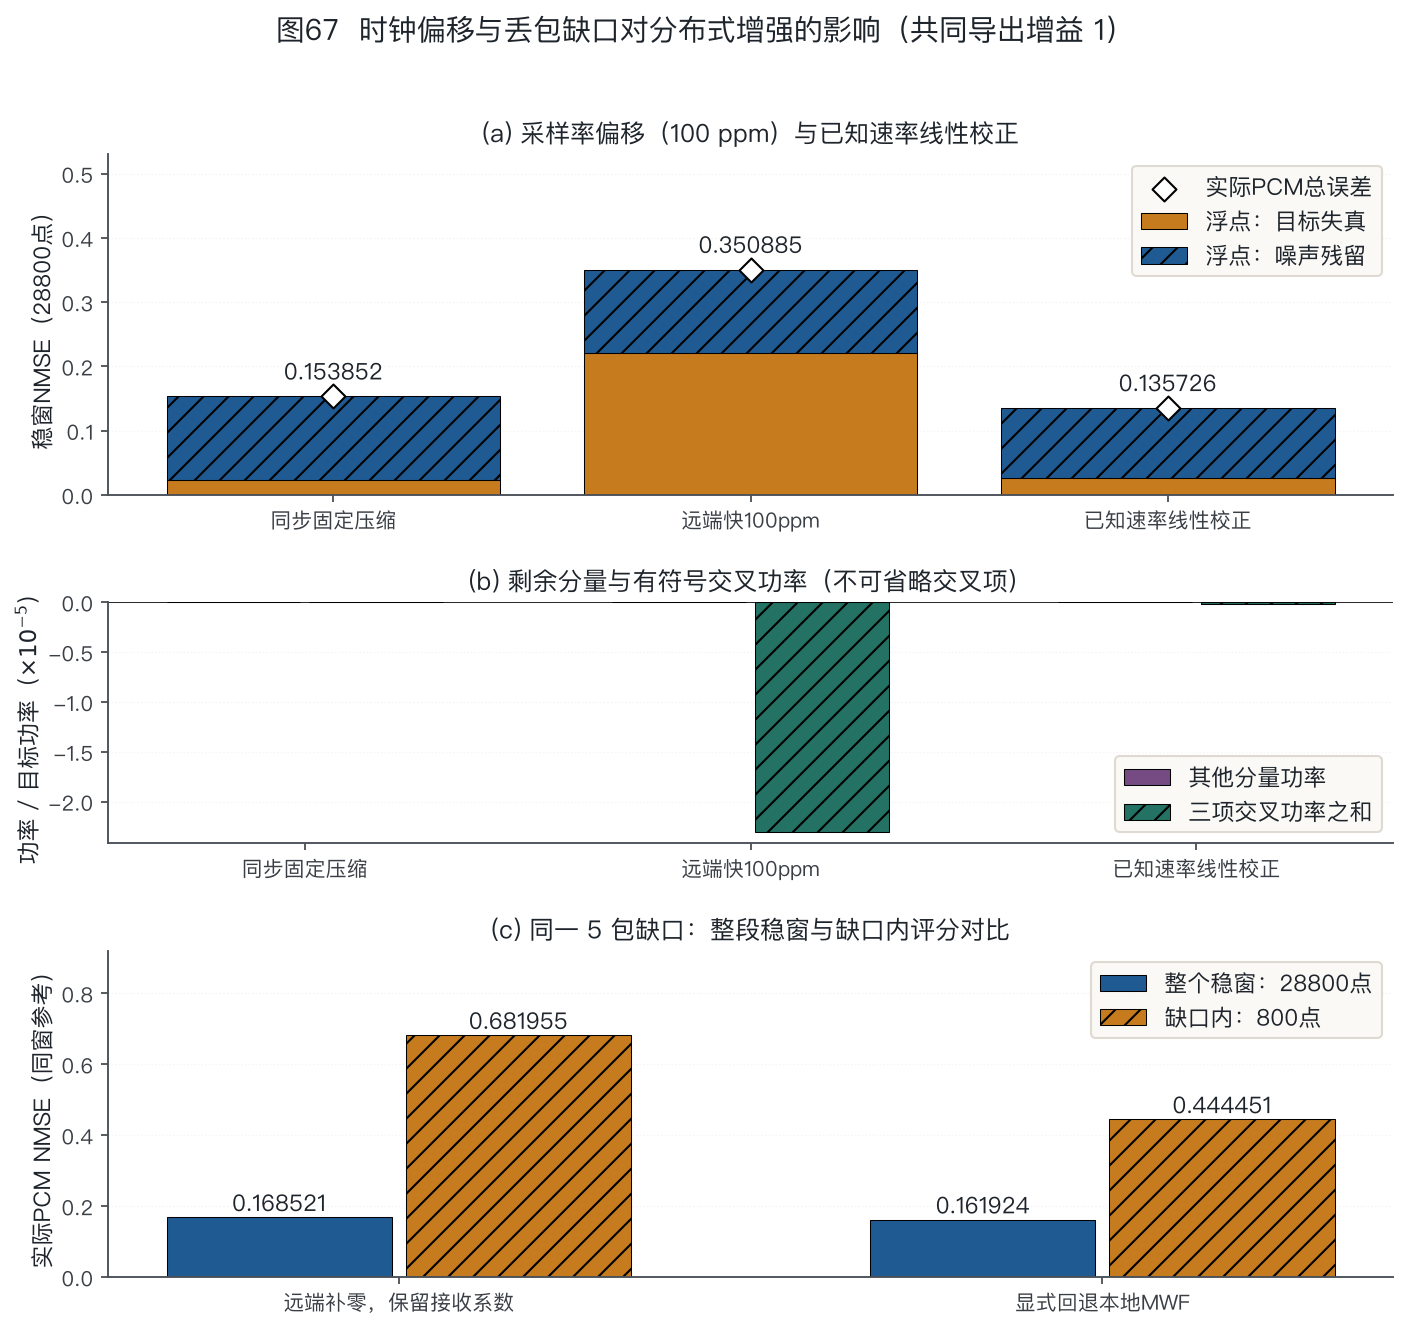 图67 时钟偏移与丢包缺口对分布式增强的影响（共同导出增益 1）
(a) 采样率偏移（100 ppm）与已知速率线性校正
稳窗NMSE（28800点）
0.5
0.4
0.3
0.2
0.1
0.0
实际PCM总误差
浮点：目标失真
浮点：噪声残留
0.153852
0.350885
0.135726
同步固定压缩
远端快100ppm
已知速率线性校正
(b) 剩余分量与有符号交叉功率（不可省略交叉项）
功率 / 目标功率（×10⁻⁵）
0.0
−0.5
−1.0
−1.5
−2.0
其他分量功率
三项交叉功率之和
同步固定压缩
远端快100ppm
已知速率线性校正
(c) 同一 5 包缺口：整段稳窗与缺口内评分对比
实际PCM NMSE（同窗参考）
0.8
0.6
0.4
0.2
0.0
整个稳窗：28800点
缺口内：800点
0.168521
0.681955
0.161924
0.444451
远端补零，保留接收系数
显式回退本地MWF